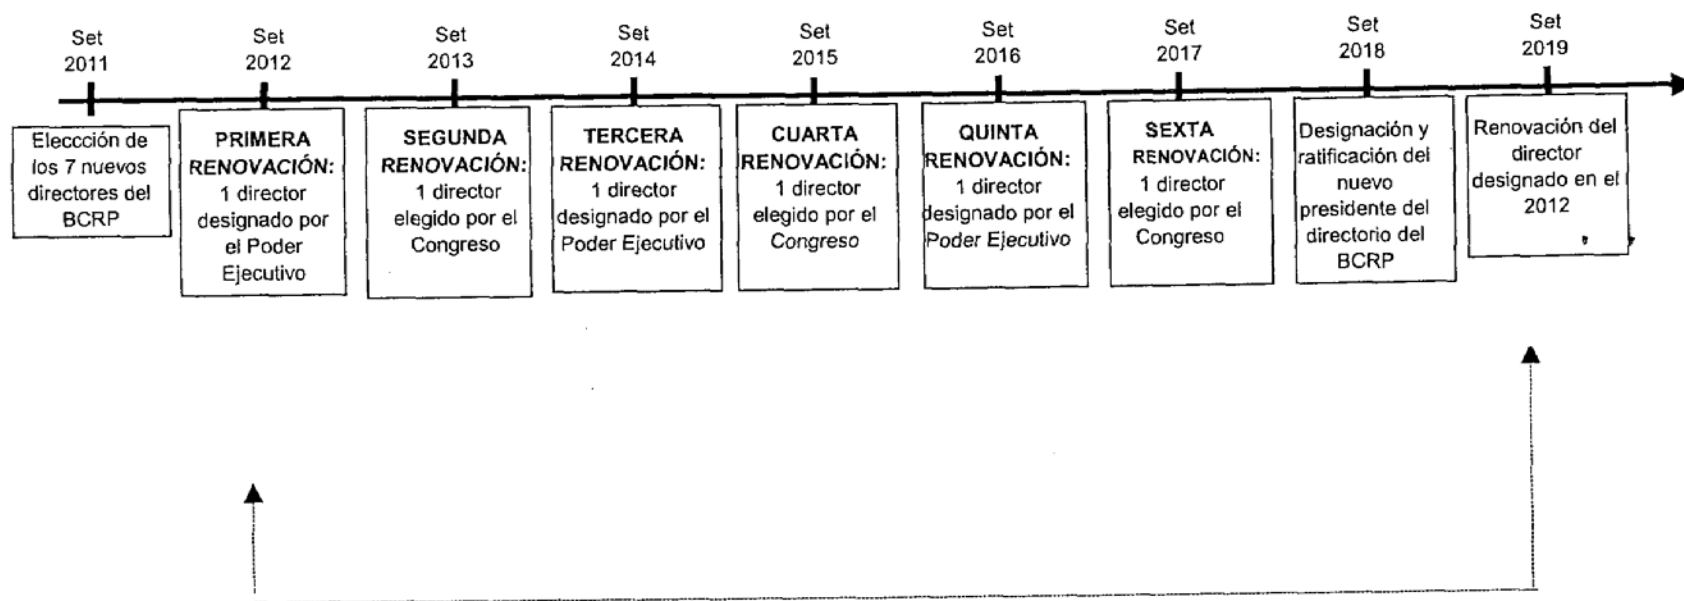 Set
2011
Set
2012
Set
2013
Set
2014
Set
2015
Set
2016
Set
2017
Set
2018
Set
2019
Eleccción de
los 7 nuevos
directores del
BCRP
PRIMERA
RENOVACIÓN:
1 director
designado por
el Poder
Ejecutivo
SEGUNDA
RENOVACIÓN:
1 director
elegido por el
Congreso
TERCERA
RENOVACIÓN:
1 director
designado por el
Poder Ejecutivo
CUARTA
RENOVACIÓN:
1 director
elegido por el
Congreso
QUINTA
RENOVACIÓN:
1 director
designado por el
Poder Ejecutivo
SEXTA
RENOVACIÓN:
1 director
elegido por el
Congreso
Designación y
ratificación del
nuevo
presidente del
directorio del
BCRP
Renovación del
director
designado en el
2012